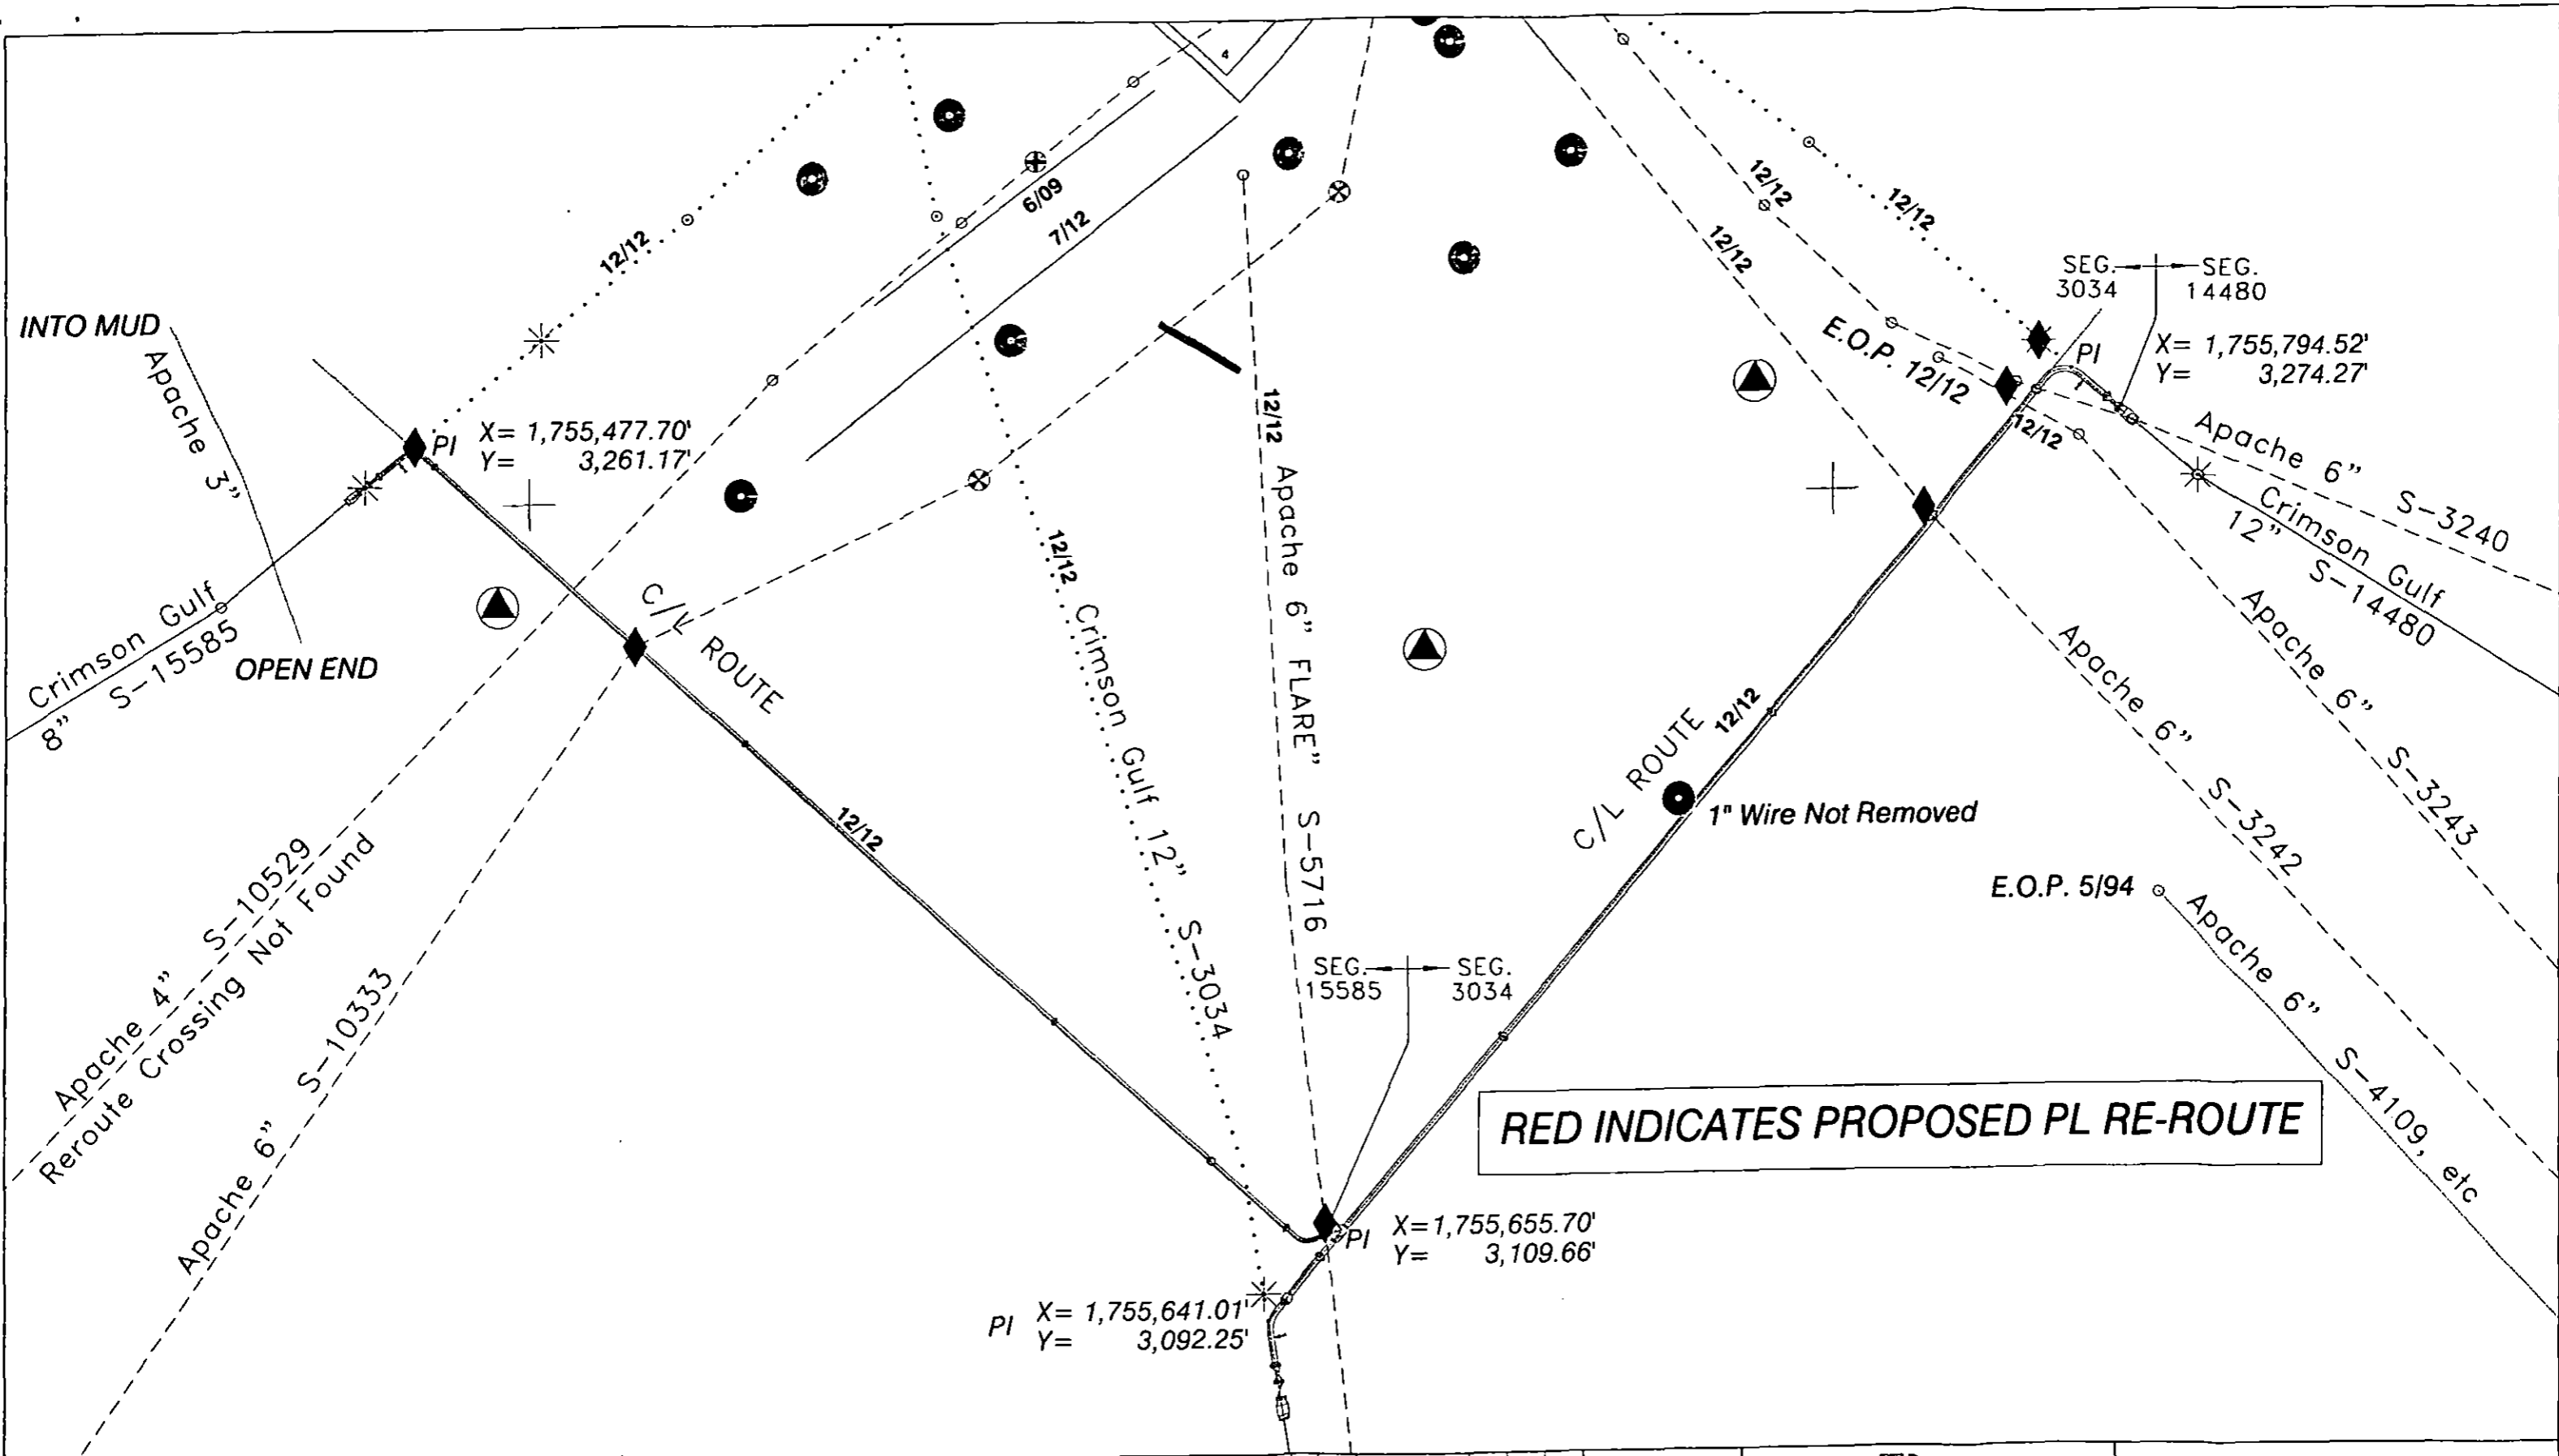 4
6/09
7/12
12/12
12/12
12/12
12/12
SEG. SEG.
3034 14480
INTO MUD
Apache 3"
PI
X= 1,755,477.70'
Y= 3,261.17'
E.O.P. 12/12
PI
X= 1,755,794.52'
Y= 3,274.27'
12/12
Apache 6" S-3240
Crimson Gulf
12" S-14480
Crimson Gulf
8" S-15585
OPEN END
C/L ROUTE
12/12 Crimson Gulf 12" S-3034
12/12 Apache 6" FLARE" S-5716
Apache 6" S-3243
Apache 6" S-3242
C/L ROUTE
12/12
1" Wire Not Removed
12/12
E.O.P. 5/94
Apache 6" S-4109, etc
Apache 4" S-10529
Reroute Crossing Not Found
Apache 6" S-10333
SEG. SEG.
15585 3034
RED INDICATES PROPOSED PL RE-ROUTE
PI
X=1,755,655.70'
Y= 3,109.66'
PI
X= 1,755,641.01'
Y= 3,092.25'